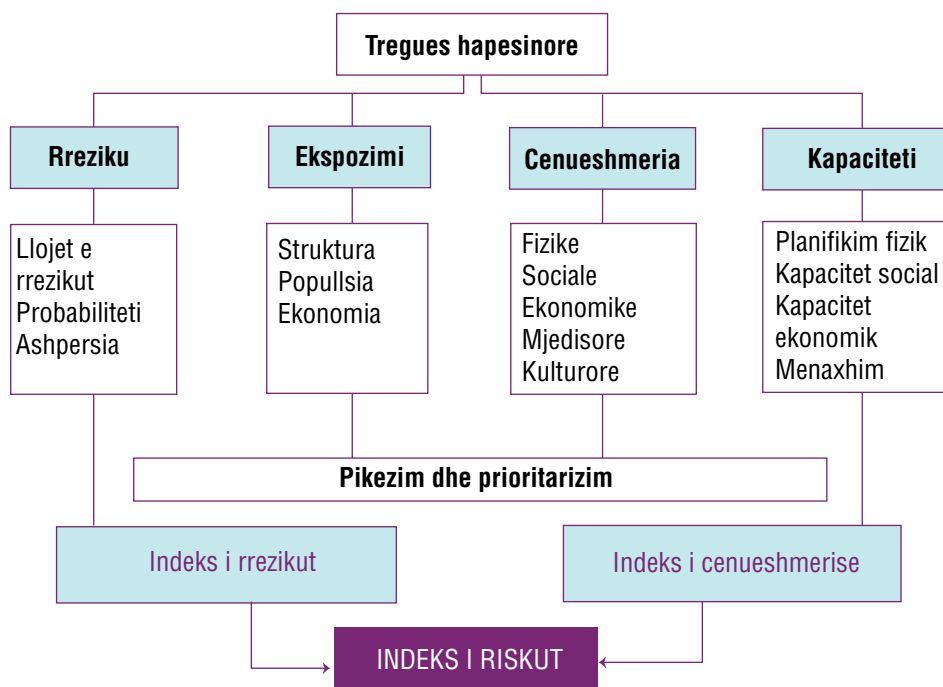 Tregues hapesinore
Rreziku
Ekspozimi
Cenueshmeria
Kapaciteti
Llojet e
rrezikut
Probabiliteti
Ashpersia
Struktura
Popullsia
Ekonomia
Fizike
Sociale
Ekonomike
Mjedisore
Kulturore
Planifikim fizik
Kapacitet social
Kapacitet
ekonomik
Menaxhim
Pikezim dhe prioritarizim
Indeks i rrezikut
Indeks i cenueshmerise
INDEKS I RISKUT